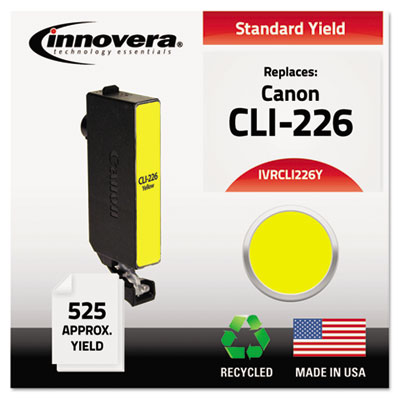 innovera
technology essentials
Standard Yield
Replaces:
Canon
CLI-226
IVRCLI226Y
innovera
CLI-226
Yellow
525
APPROX.
YIELD
RECYCLED
MADE IN USA